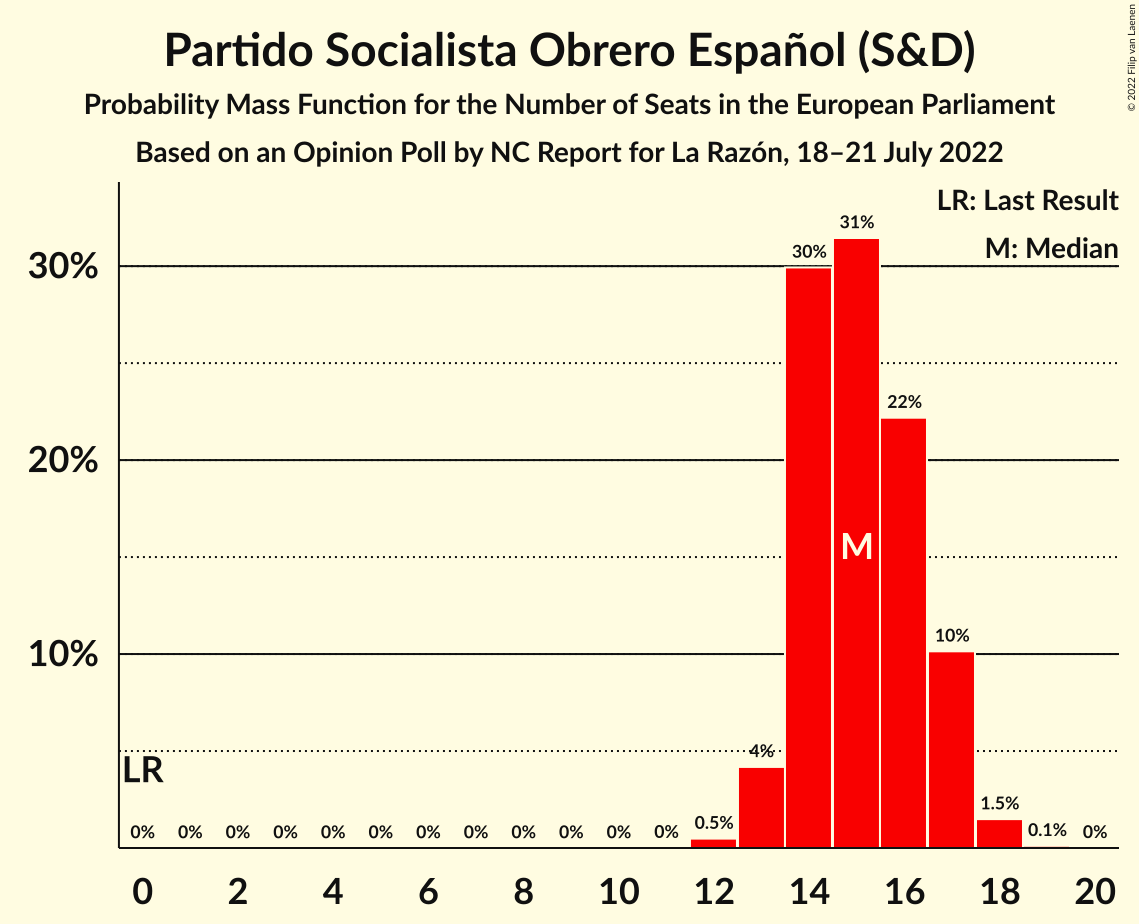 Partido Socialista Obrero Español (S&D)
Probability Mass Function for the Number of Seats in the European Parliament
Based on an Opinion Poll by NC Report for La Razón, 18–21 July 2022
© 2022 Filip van Laenen
LR: Last Result
M: Median
30%
20%
10%
LR
M
0% 0% 0% 0% 0% 0% 0% 0% 0% 0% 0% 0% 0.5% 4% 30% 31% 22% 10% 1.5% 0.1% 0%
0 2 4 6 8 10 12 14 16 18 20